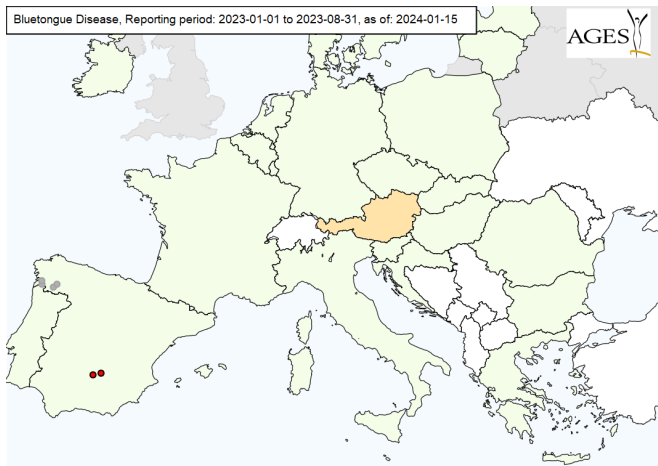 Bluetongue Disease, Reporting period: 2023-01-01 to 2023-08-31, as of: 2024-01-15
AGES